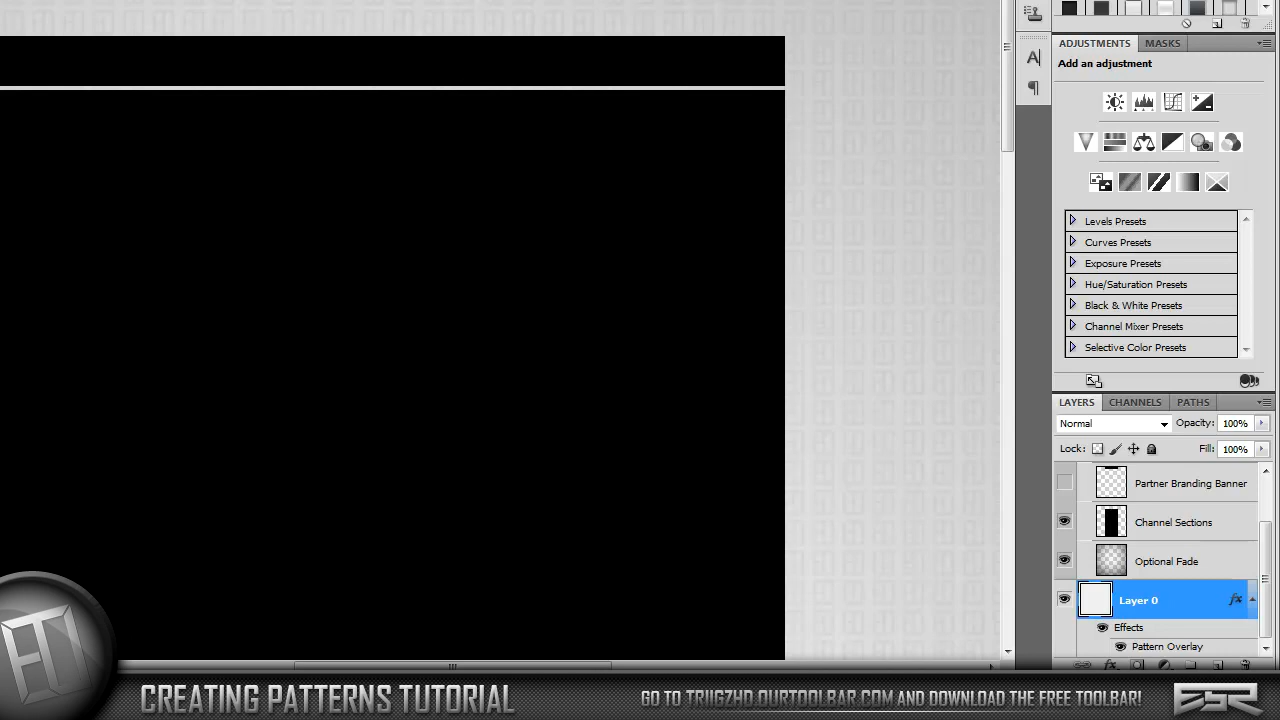 ADJUSTMENTS MASKS
Add an adjustment
Levels Presets
Curves Presets
Exposure Presets
Hue/Saturation Presets
Black & White Presets
Channel Mixer Presets
Selective Color Presets
LAYERS CHANNELS PATHS
Normal Opacity: 100%
Lock: Fill: 100%
Partner Branding Banner
Channel Sections
Optional Fade
Layer 0 fx
Effects
Pattern Overlay
CREATING PATTERNS TUTORIAL
GO TO TRIIGZHD.OURTOOLBAR.COM AND DOWNLOAD THE FREE TOOLBAR!